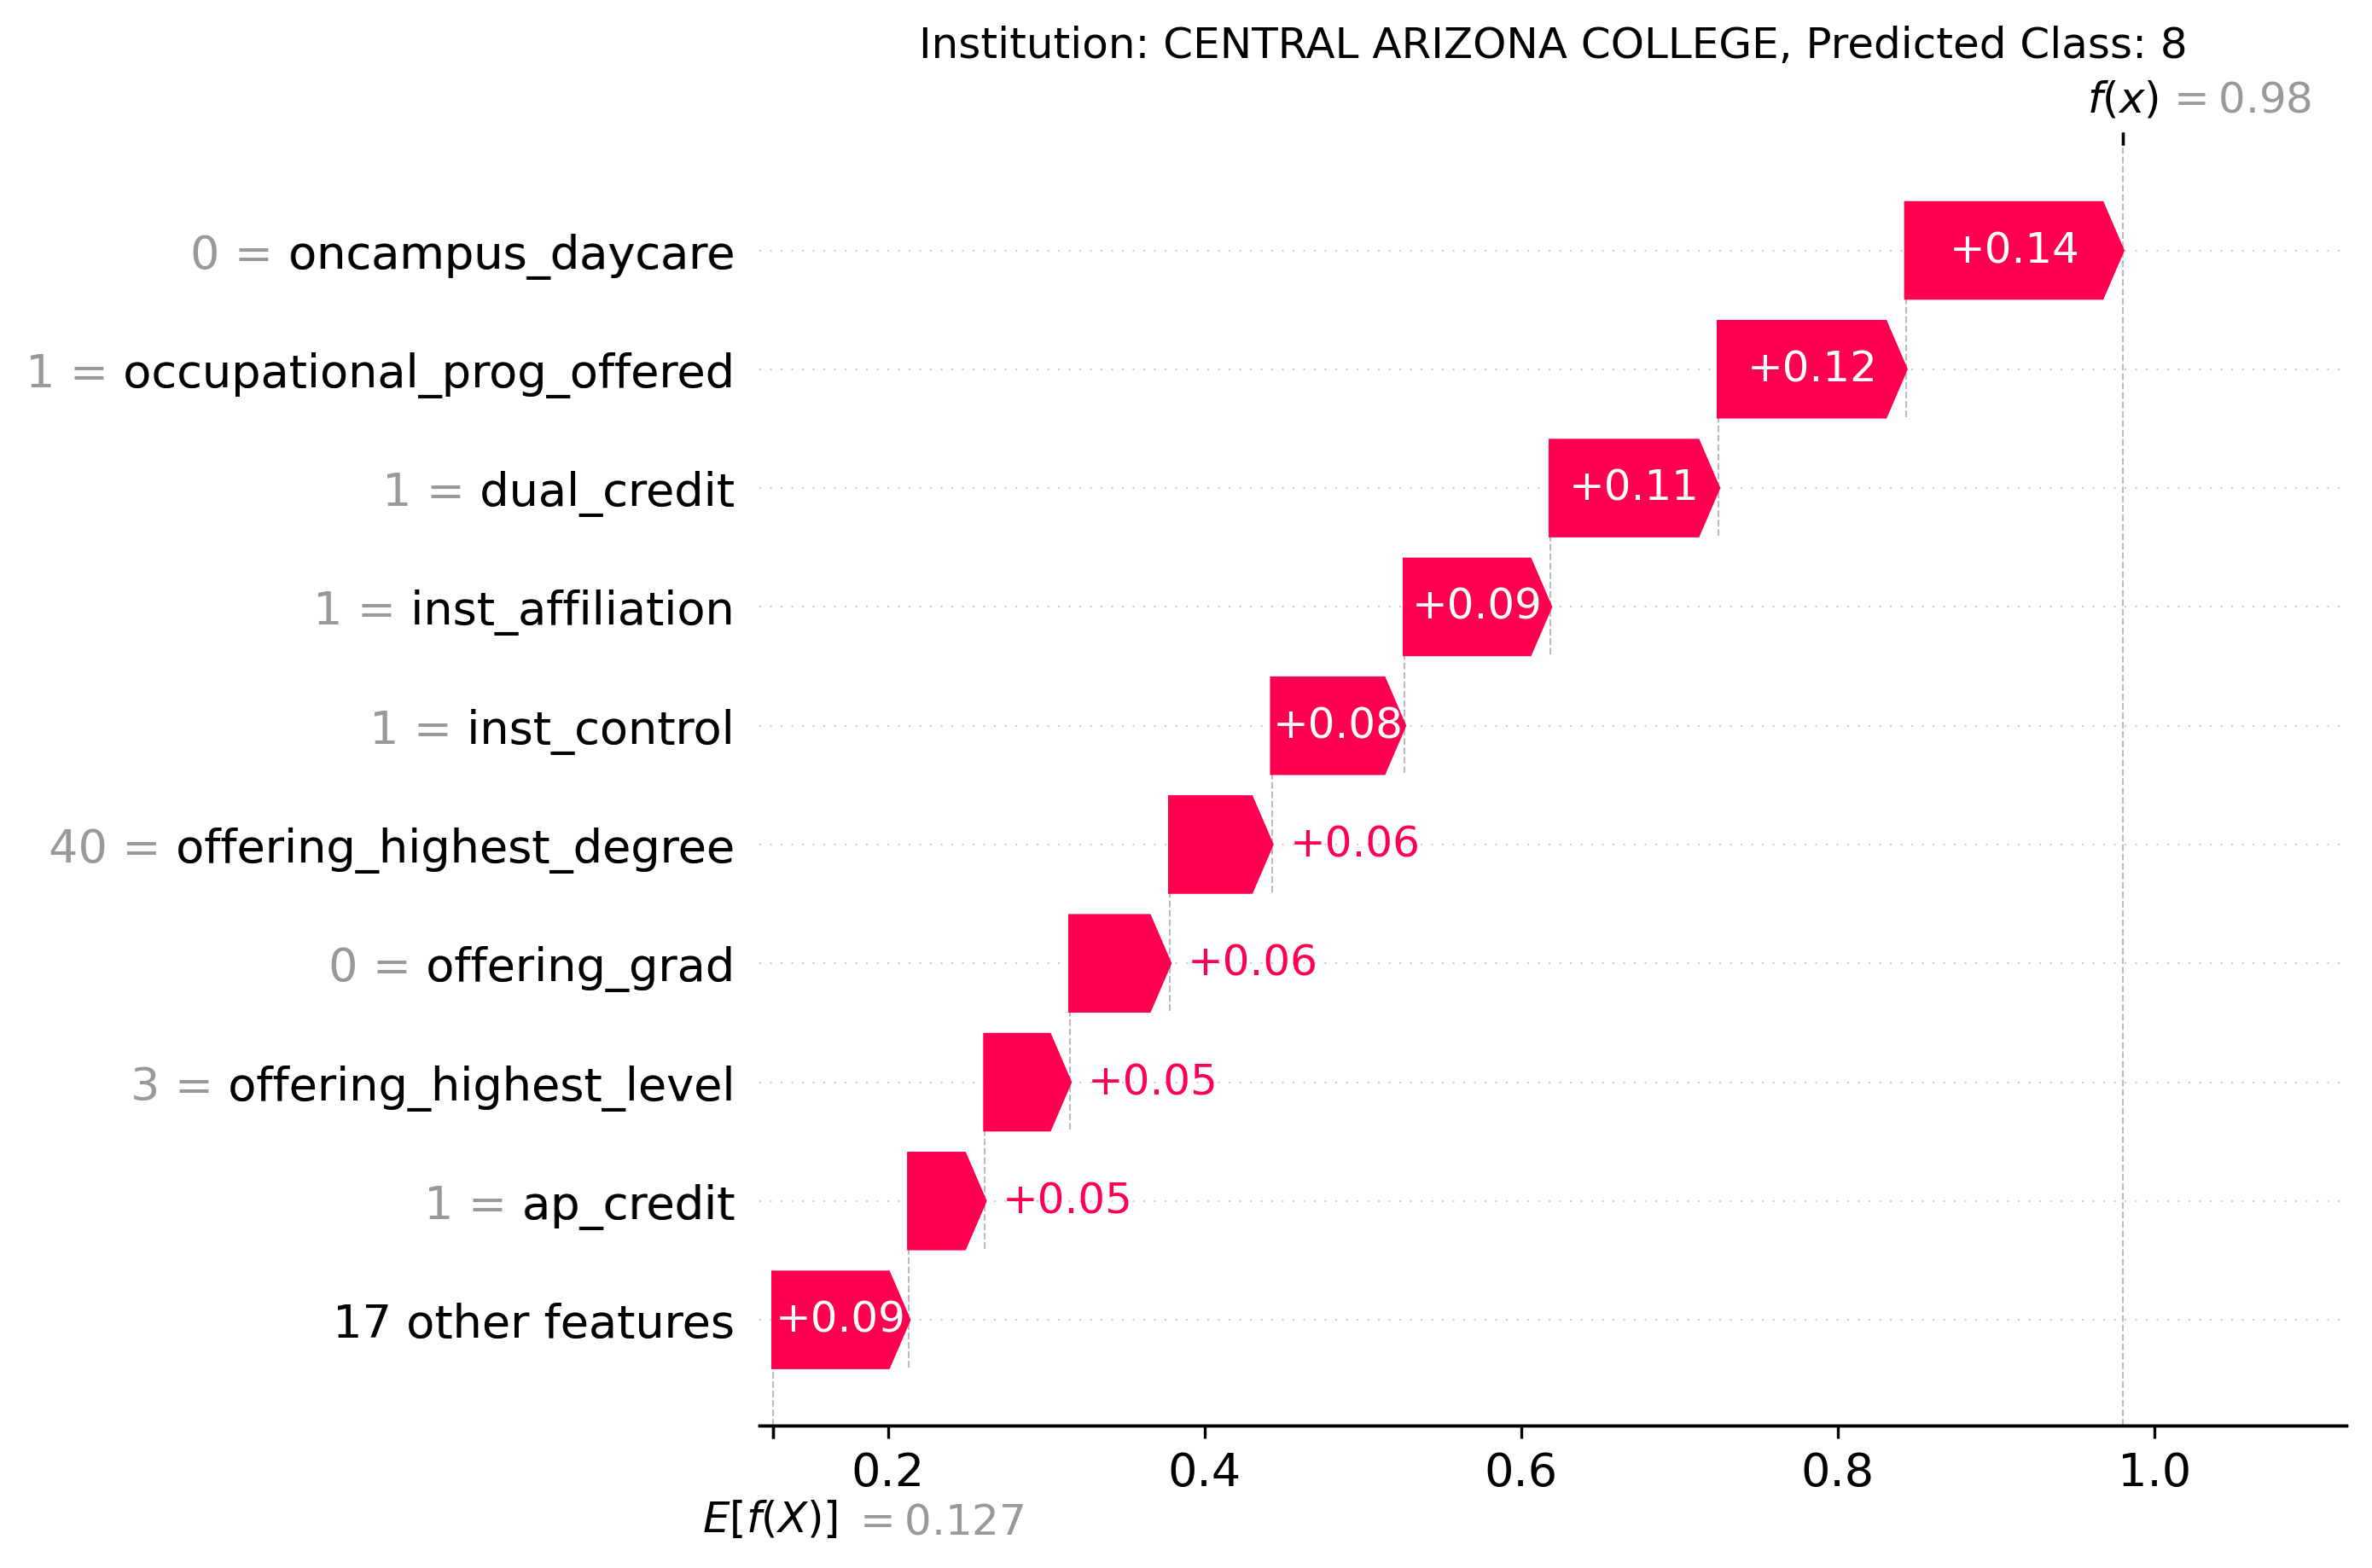 Institution: CENTRAL ARIZONA COLLEGE, Predicted Class: 8
f(x) = 0.98
0 = oncampus_daycare +0.14
1 = occupational_prog_offered +0.12
1 = dual_credit +0.11
1 = inst_affiliation +0.09
1 = inst_control +0.08
40 = offering_highest_degree +0.06
0 = offering_grad +0.06
3 = offering_highest_level +0.05
1 = ap_credit +0.05
17 other features +0.09
0.2 0.4 0.6 0.8 1.0
E[f(X)] = 0.127